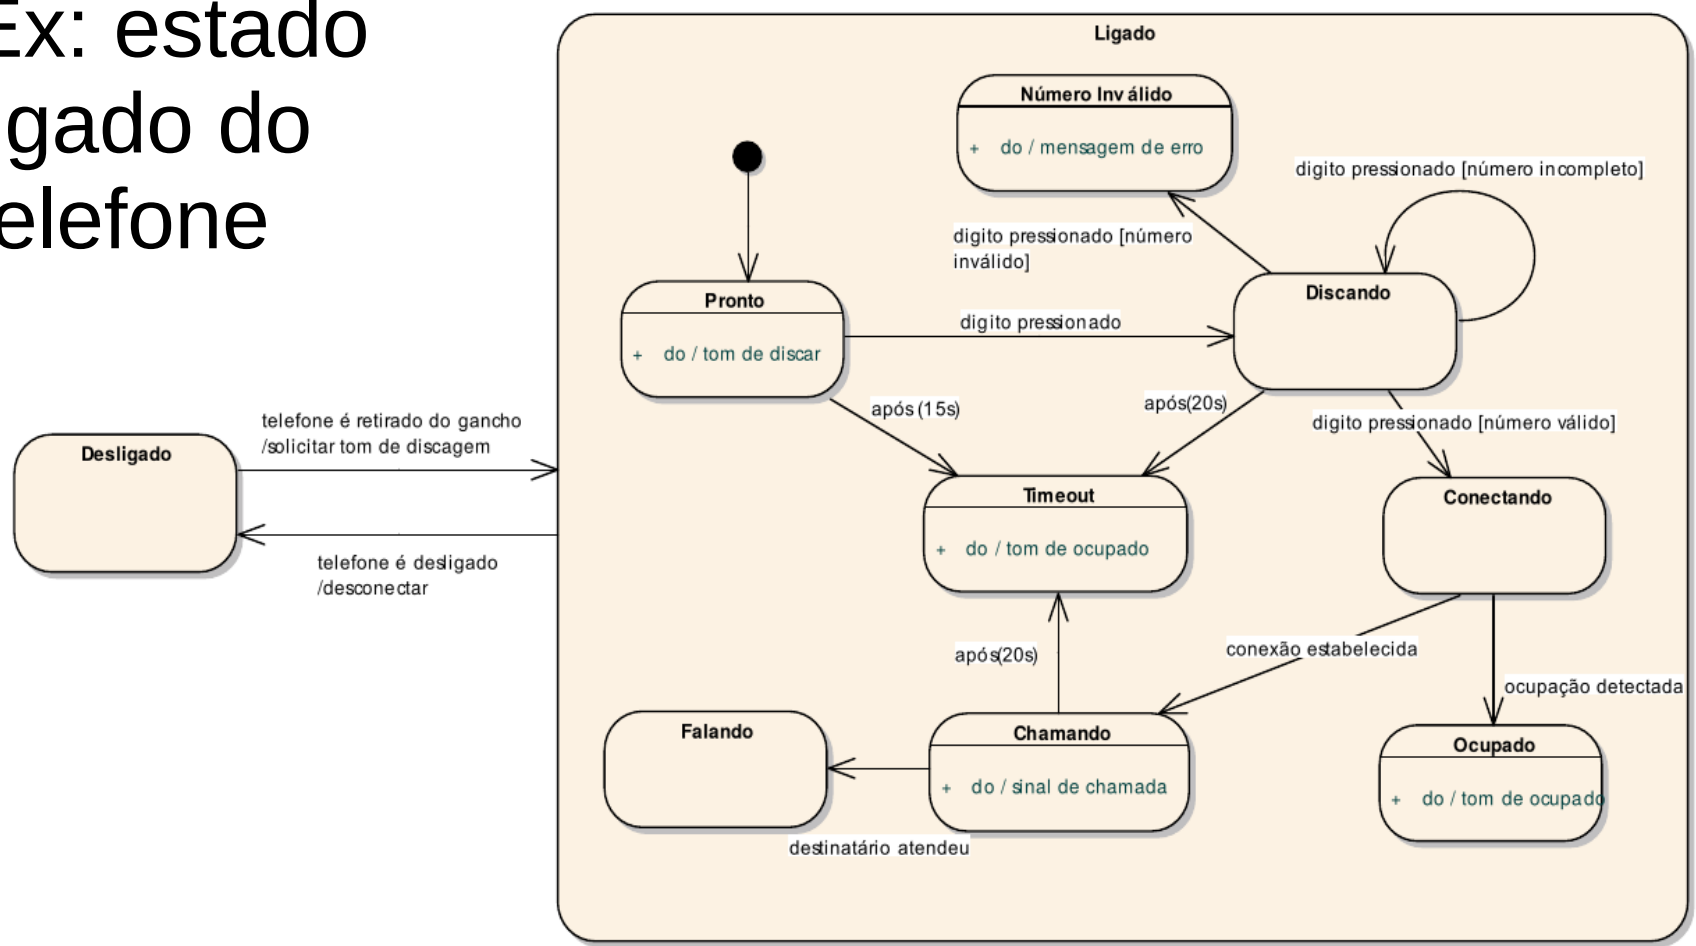 Ex: estado
gado do
elefone
Ligado
Número Inválido
+ do / mensagem de erro
digito pressionado [número incompleto]
digito pressionado [número
inválido]
Discando
Pronto
+ do / tom de discar
digito pressionado
após (15s)
após(20s)
digito pressionado [número válido]
telefone é retirado do gancho
/solicitar tom de discagem
Desligado
telefone é desligado
/desconectar
Timeout
+ do / tom de ocupado
Conectando
após(20s)
conexão estabelecida
ocupação detectada
Falando
Chamando
+ do / sinal de chamada
destinatário atendeu
Ocupado
+ do / tom de ocupado